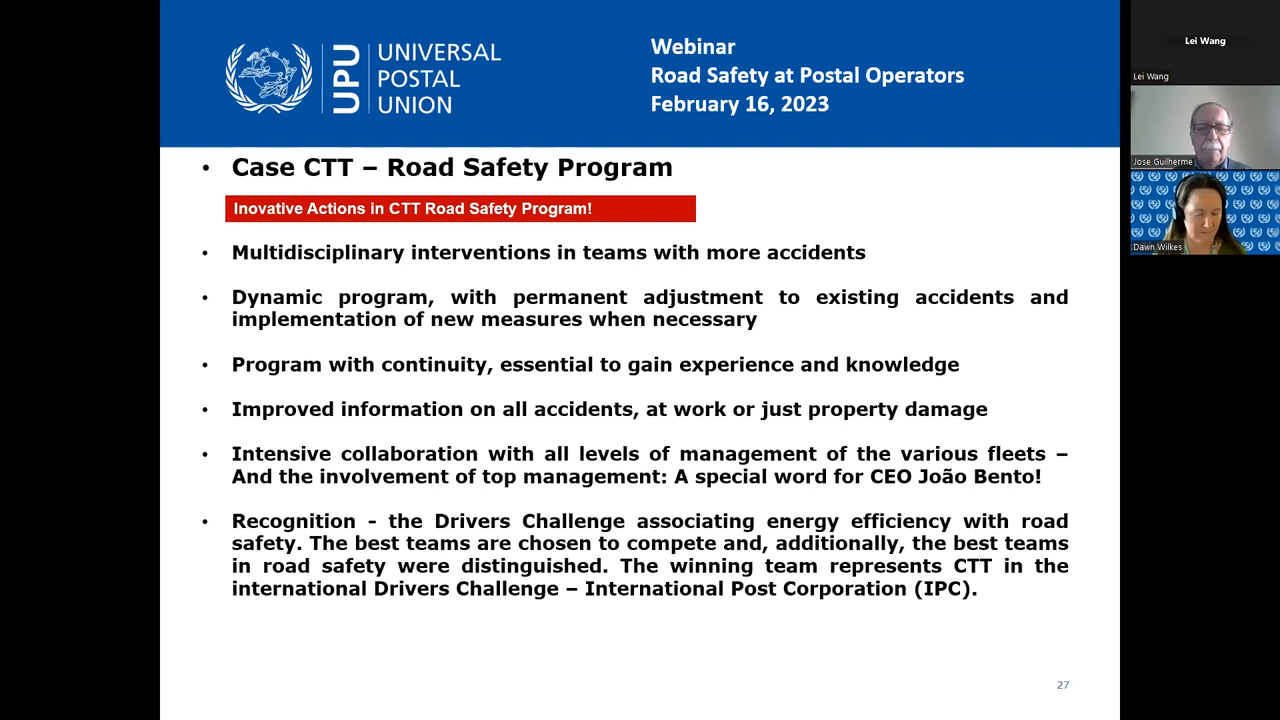 UPU
UNIVERSAL
POSTAL
UNION
Webinar
Road Safety at Postal Operators
February 16, 2023
• Case CTT – Road Safety Program
Inovative Actions in CTT Road Safety Program!
• Multidisciplinary interventions in teams with more accidents
• Dynamic program, with permanent adjustment to existing accidents and
implementation of new measures when necessary
• Program with continuity, essential to gain experience and knowledge
• Improved information on all accidents, at work or just property damage
• Intensive collaboration with all levels of management of the various fleets –
And the involvement of top management: A special word for CEO João Bento!
• Recognition - the Drivers Challenge associating energy efficiency with road
safety. The best teams are chosen to compete and, additionally, the best teams
in road safety were distinguished. The winning team represents CTT in the
international Drivers Challenge – International Post Corporation (IPC).
27
Lei Wang
Lei Wang
Jose Guilherme
Dawn Wilkes